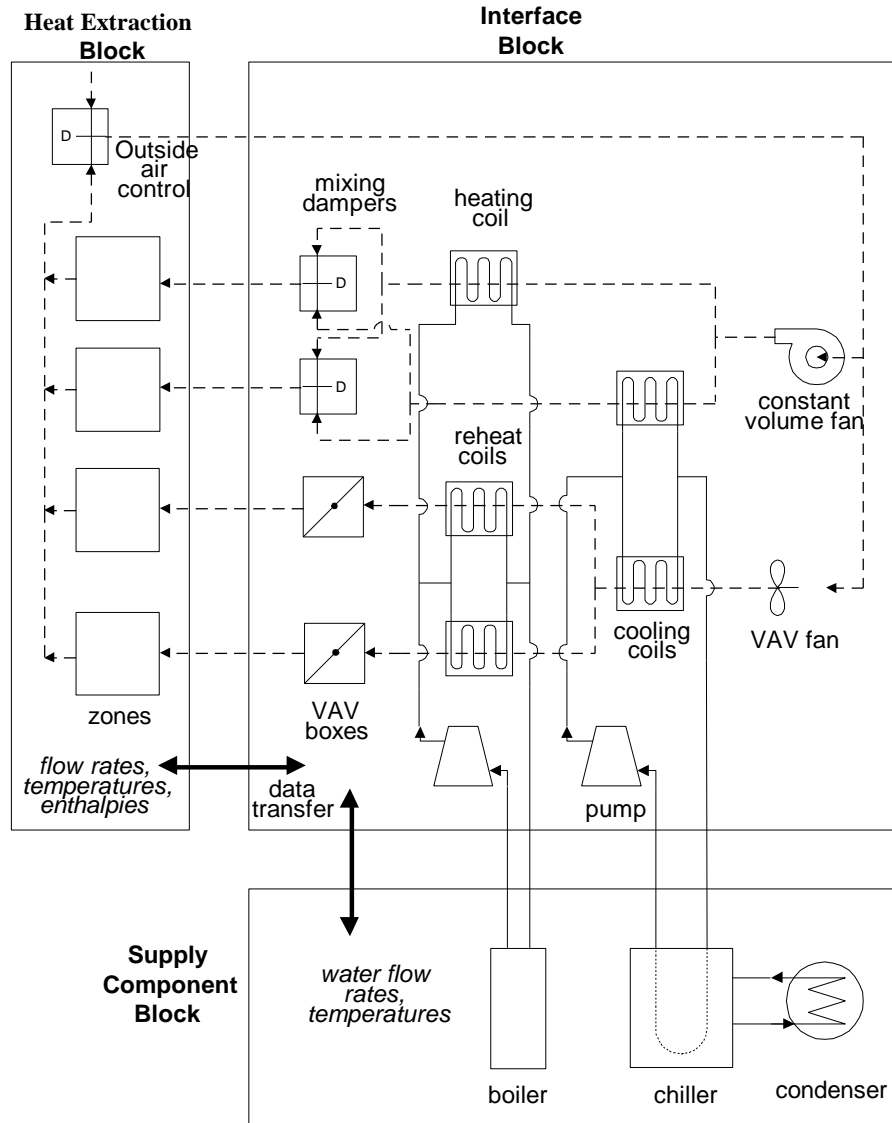 Heat Extraction
Block
Interface
Block
D
Outside
air
control
mixing
dampers
heating
coil
D
D
constant
volume fan
reheat
coils
cooling
coils
VAV fan
zones
VAV
boxes
flow rates,
temperatures,
enthalpies
data
transfer
pump
Supply
Component
Block
water flow
rates,
temperatures
boiler
chiller
condenser